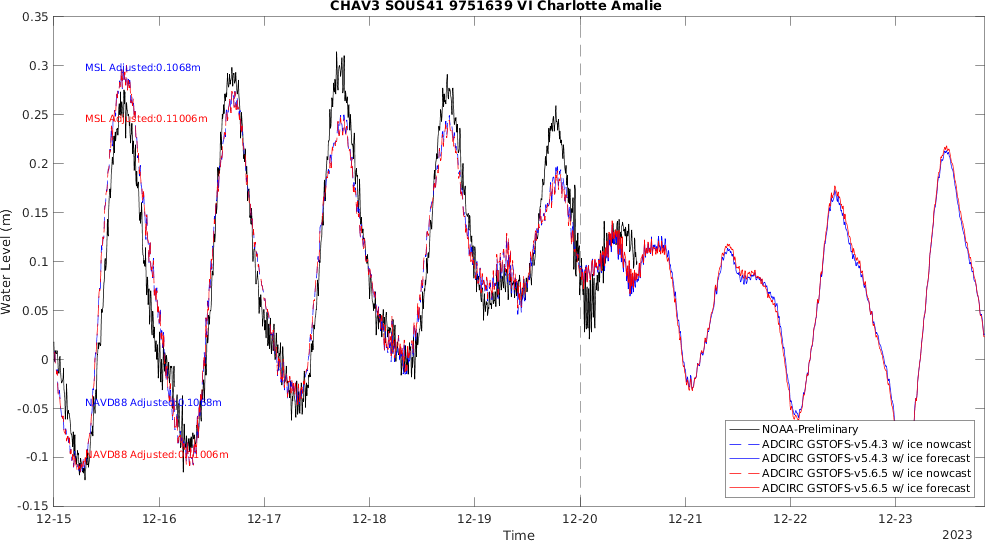 CHAV3 SOUS41 9751639 VI Charlotte Amalie
0.35
0.3
0.25
0.2
0.15
0.1
0.05
0
-0.05
-0.1
-0.15
Water Level (m)
MSL Adjusted:0.1068m
MSL Adjusted:0.11006m
NAVD88 Adjusted:0.1068m
NAVD88 Adjusted:0.11006m
NOAA-Preliminary
ADCIRC GSTOFS-v5.4.3 w/ ice nowcast
ADCIRC GSTOFS-v5.4.3 w/ ice forecast
ADCIRC GSTOFS-v5.6.5 w/ ice nowcast
ADCIRC GSTOFS-v5.6.5 w/ ice forecast
12-15 12-16 12-17 12-18 12-19 12-20 12-21 12-22 12-23
Time
2023